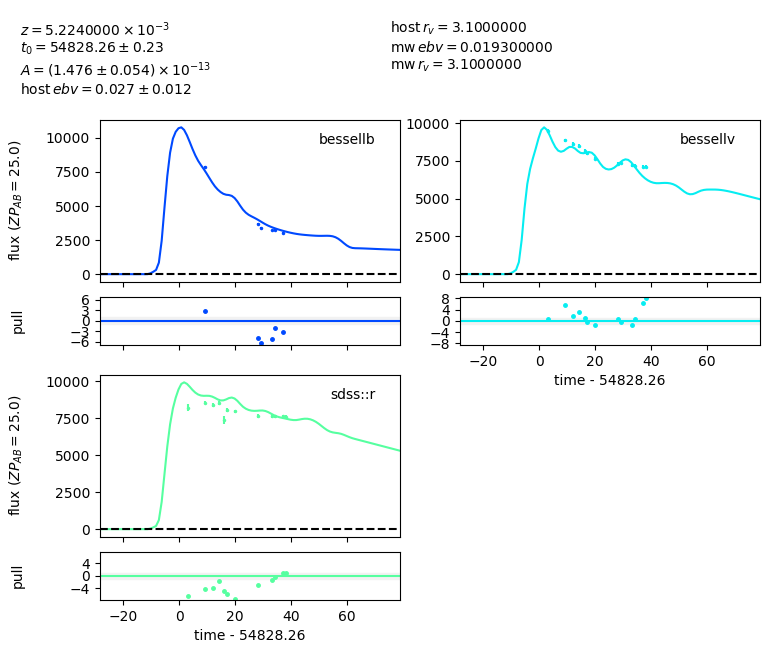 z = 5.2240000 × 10⁻³
t₀ = 54828.26 ± 0.23
A = (1.476 ± 0.054) × 10⁻¹³
host ebv = 0.027 ± 0.012
host r_v = 3.1000000
mw ebv = 0.019300000
mw r_v = 3.1000000
flux (ZP_AB = 25.0)
10000
7500
5000
2500
0
bessellb
10000
7500
5000
2500
0
bessellv
pull
6
3
0
−3
−6
8
4
0
−4
−8
−20 0 20 40 60
time - 54828.26
flux (ZP_AB = 25.0)
10000
7500
5000
2500
0
sdss::r
pull
4
0
−4
−20 0 20 40 60
time - 54828.26